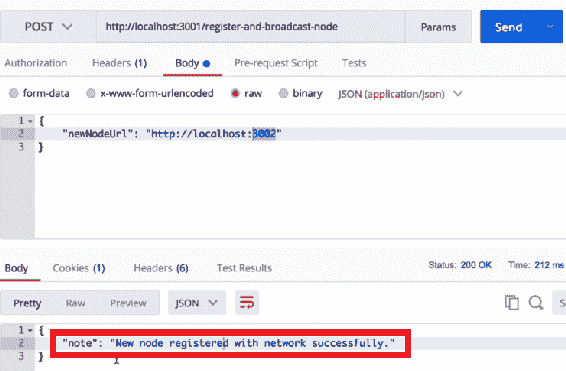 POST http://localhost:3001/register-and-broadcast-node Params Send
Authorization Headers (1) Body Pre-request Script Tests
form-data x-www-form-urlencoded raw binary JSON (application/json)
1 {
2 "newNodeUrl": "http://localhost:3002"
3 }
Body Cookies (1) Headers (6) Test Results Status: 200 OK Time: 212 ms
Pretty Raw Preview JSON
1 {
2 "note": "New node registered with network successfully."
3 }